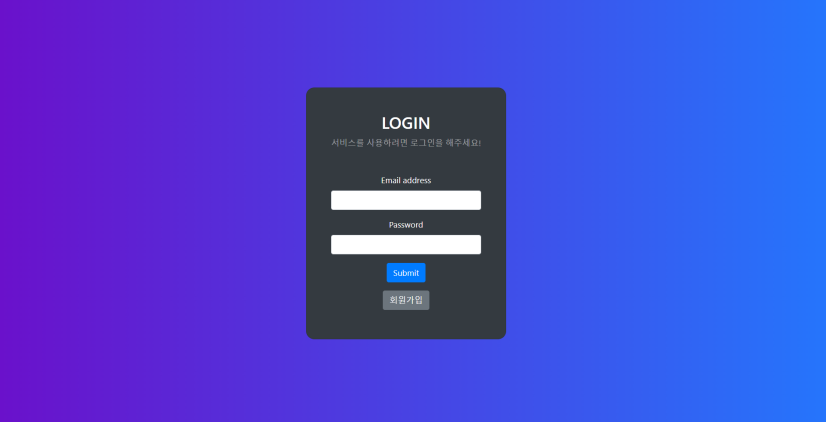 LOGIN
서비스를 사용하려면 로그인을 해주세요!
Email address
Password
Submit
회원가입